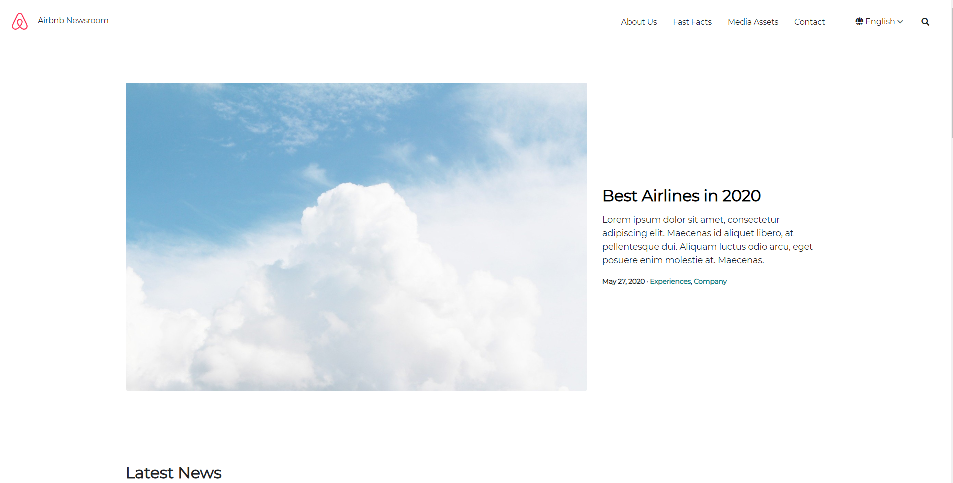 Airbnb Newsroom
About Us Fast Facts Media Assets Contact English
Best Airlines in 2020
Lorem ipsum dolor sit amet, consectetur
adipiscing elit. Maecenas id aliquet libero, at
pellentesque dui. Aliquam luctus odio arcu, eget
posuere enim molestie at. Maecenas.
May 27, 2020 · Experiences, Company
Latest News